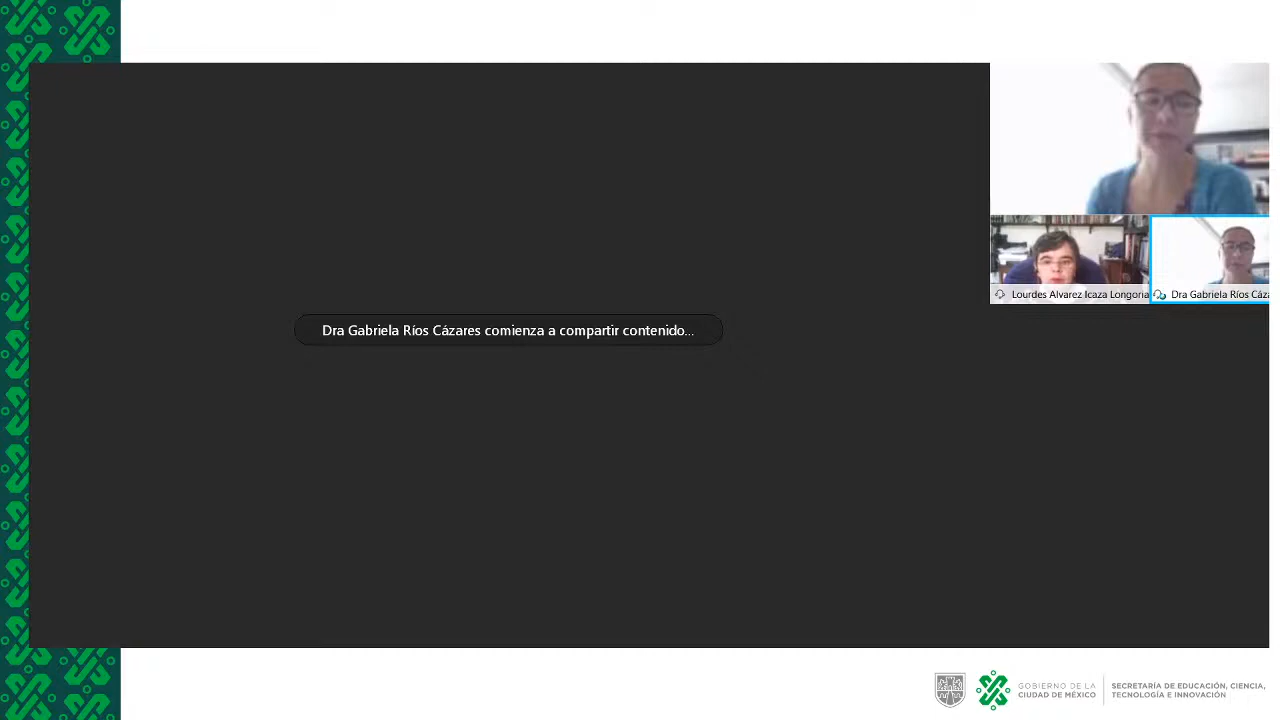 Lourdes Alvarez Icaza Longoria
Dra Gabriela Ríos Cáza
Dra Gabriela Ríos Cázares comienza a compartir contenido...
GOBIERNO DE LA
CIUDAD DE MÉXICO
SECRETARÍA DE EDUCACIÓN, CIENCIA,
TECNOLOGÍA E INNOVACIÓN